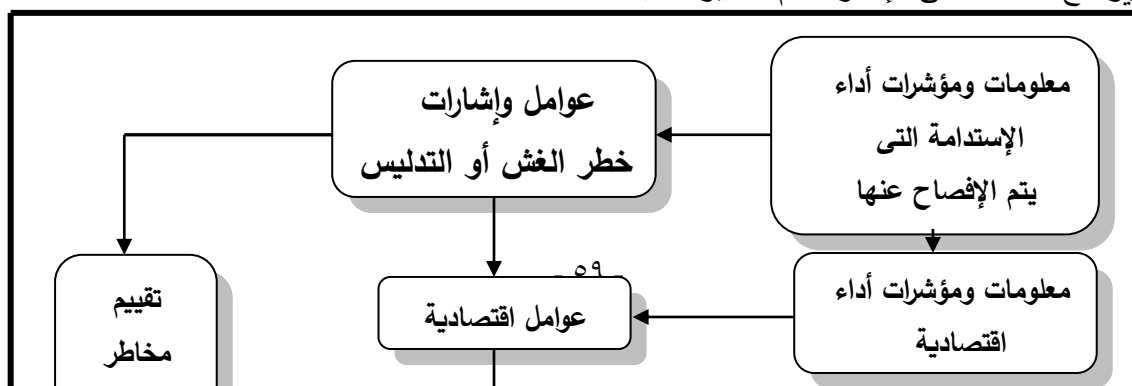 معلومات ومؤشرات أداء
الإستدامة التى
يتم الإفصاح عنها
عوامل وإشارات
خطر الغش أو التدليس
- ٥٩ -
معلومات ومؤشرات أداء
اقتصادية
عوامل اقتصادية
تقييم
مخاطر